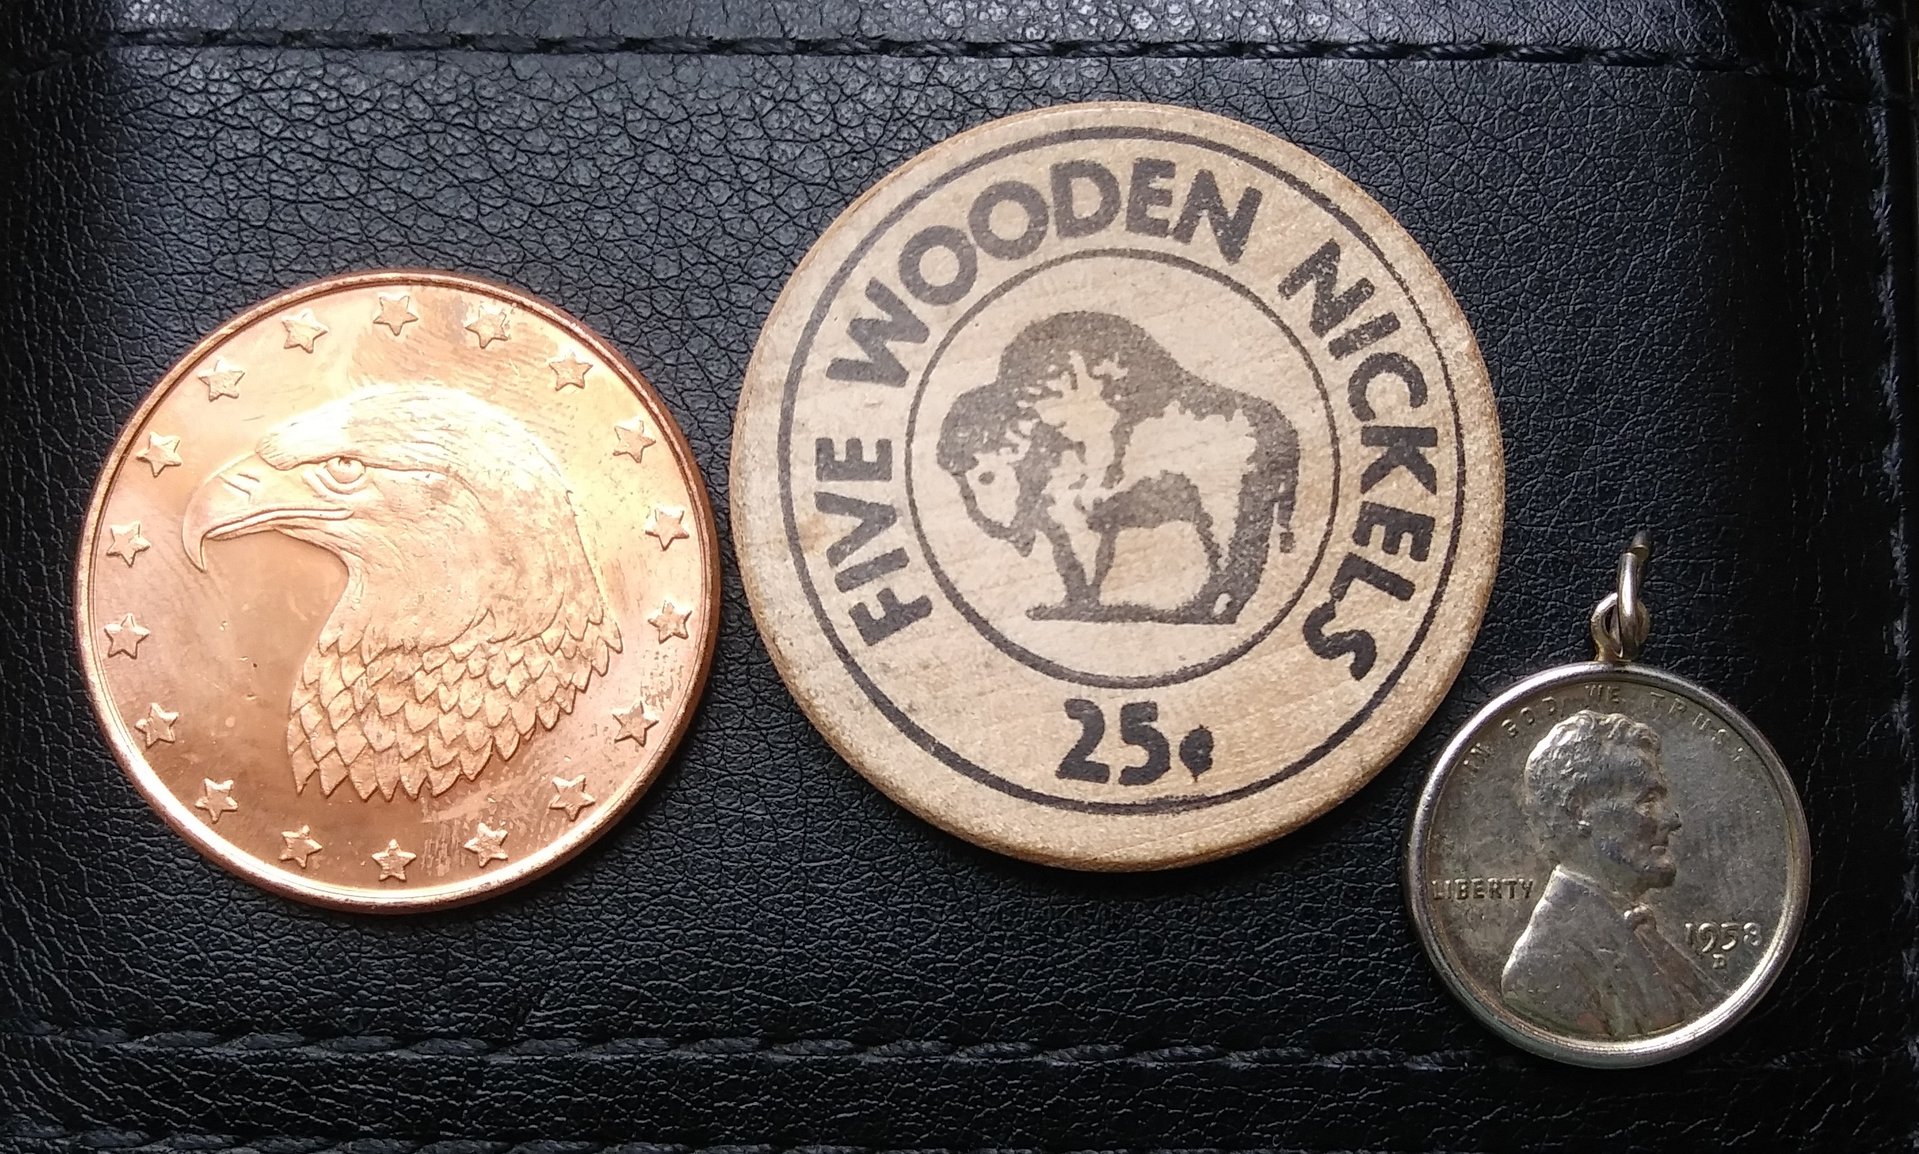 FIVE WOODEN NICKELS
25¢
IN GOD WE TRUST
LIBERTY
1958
D